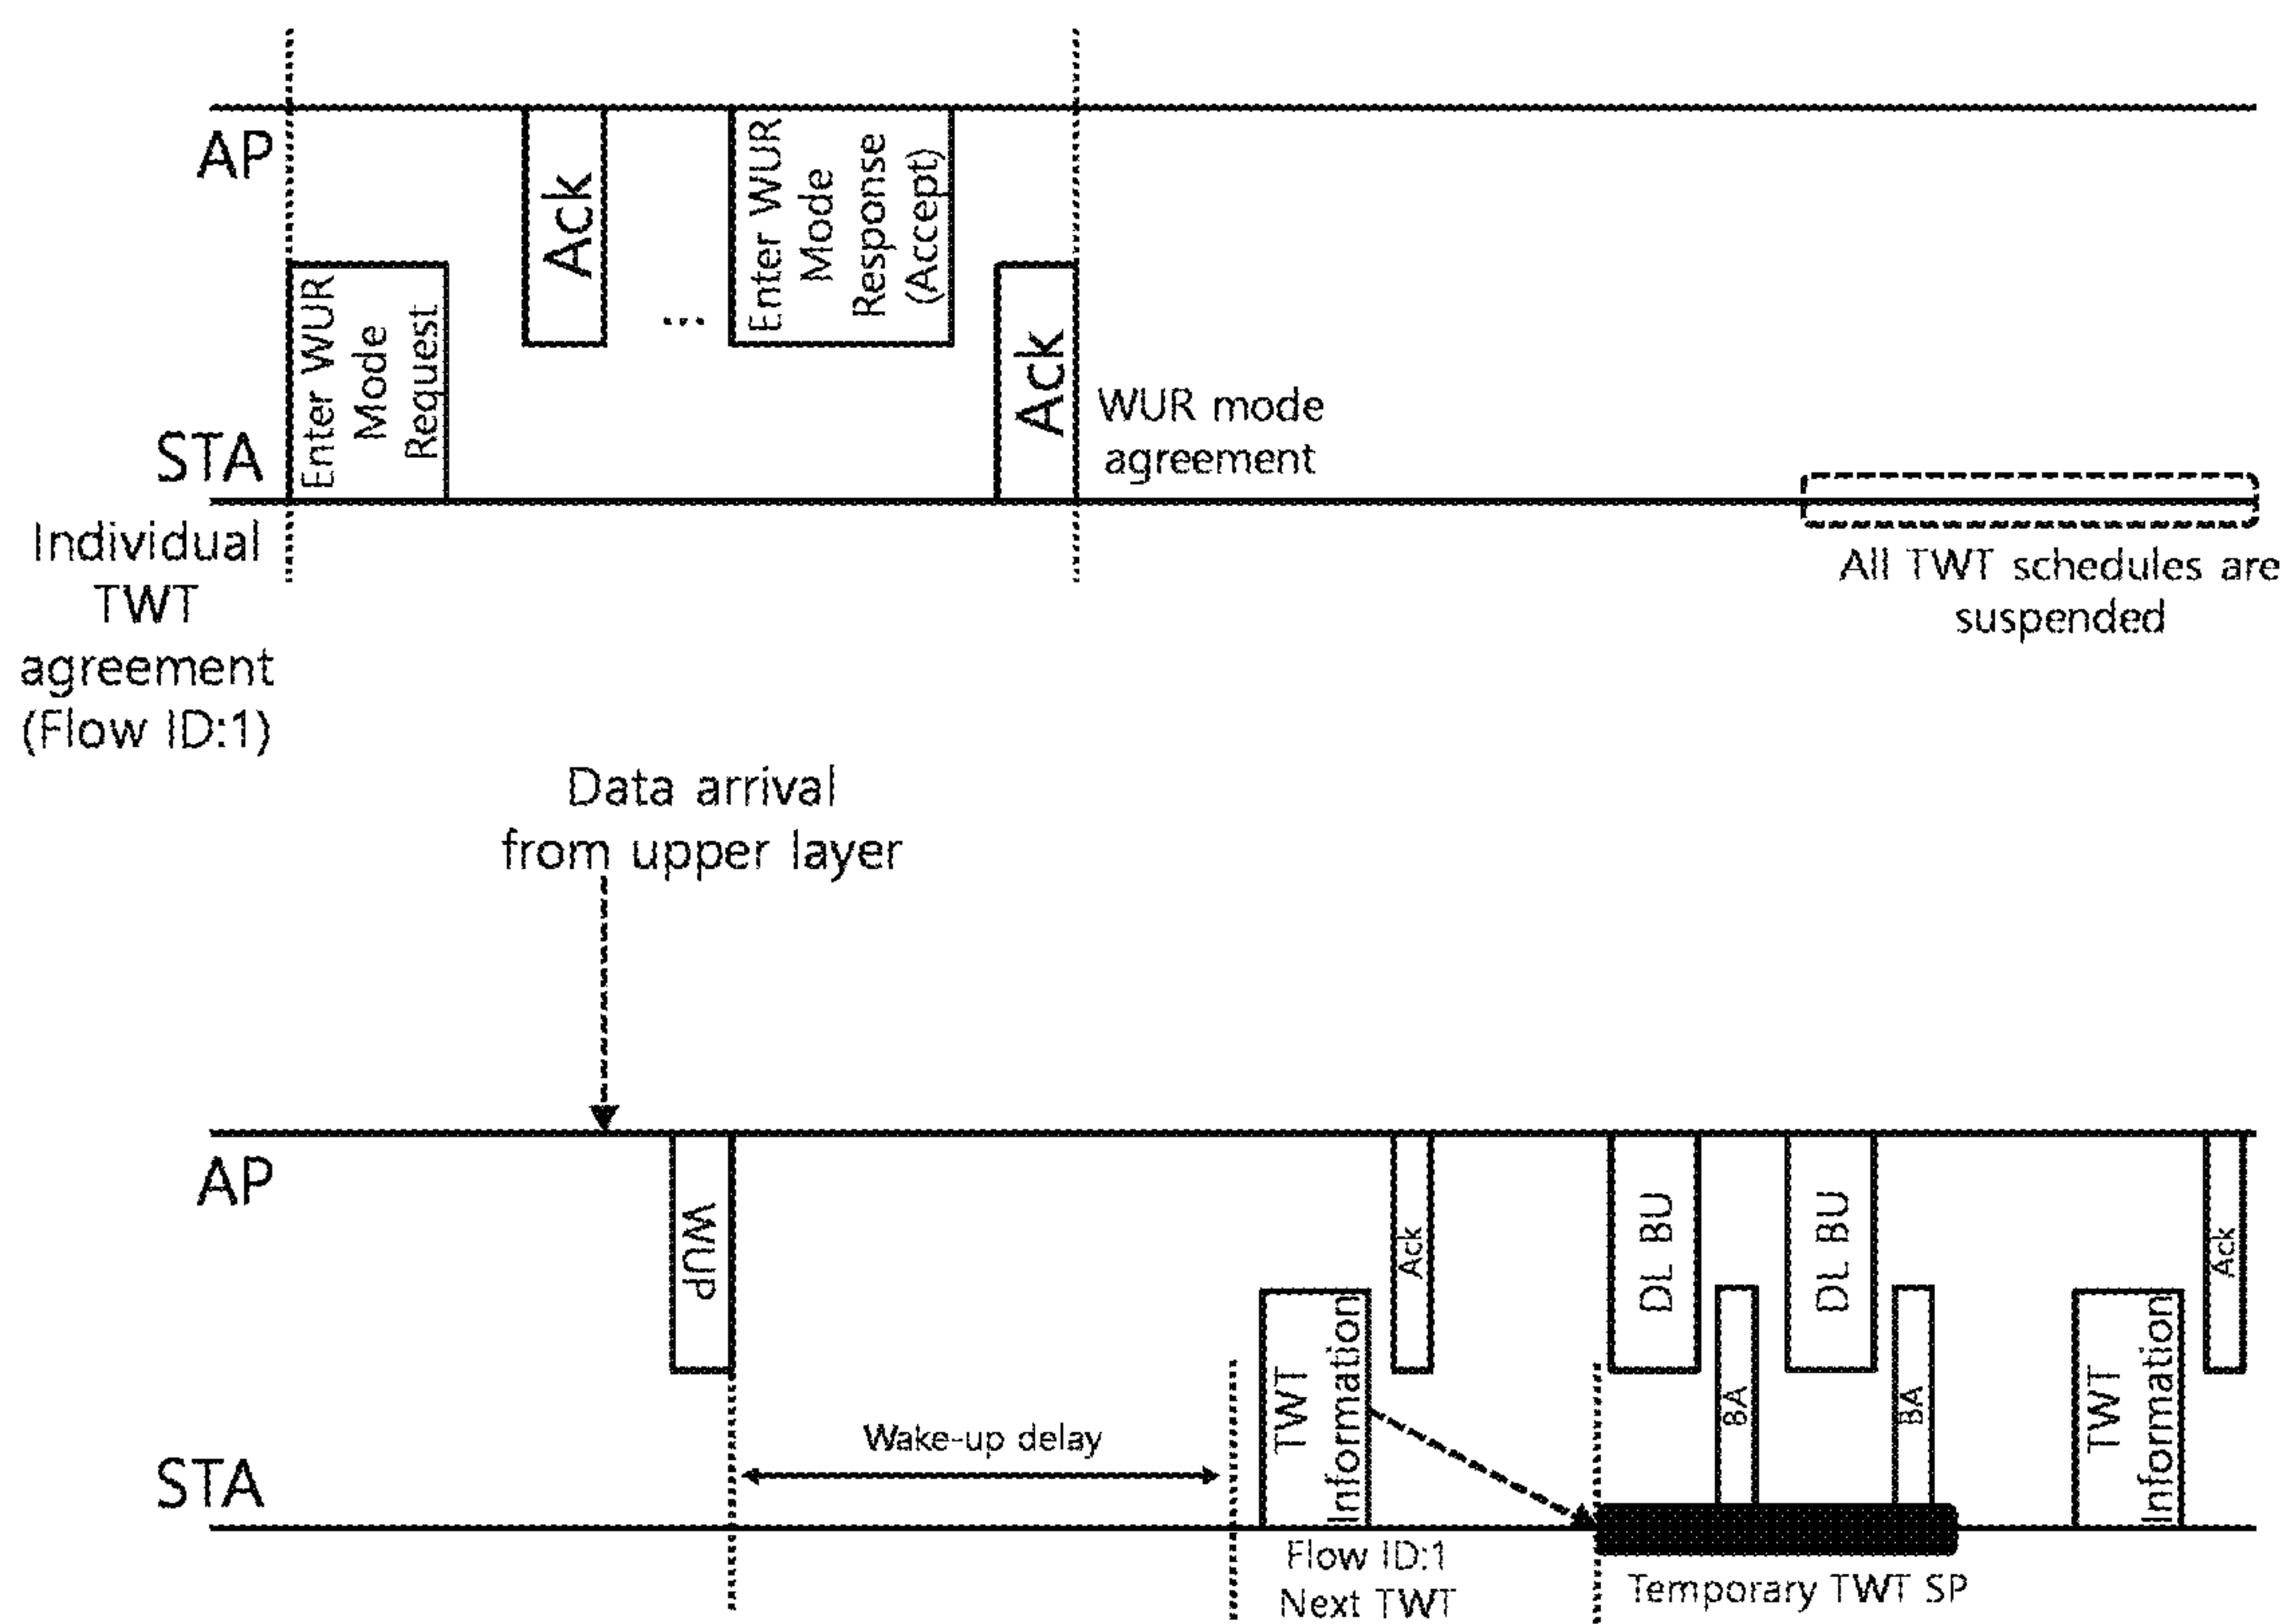 AP
Enter WUR
Mode
Request
Ack
...
Enter WUR
Mode
Response
(Accept)
Ack
STA
WUR mode
agreement
Individual
TWT
agreement
(Flow ID:1)
All TWT schedules are
suspended
Data arrival
from upper layer
AP
WUP
Wake-up delay
TWT
Information
Ack
DL BU
BA
DL BU
BA
TWT
Information
Ack
STA
Flow ID:1
Next TWT
Temporary TWT SP